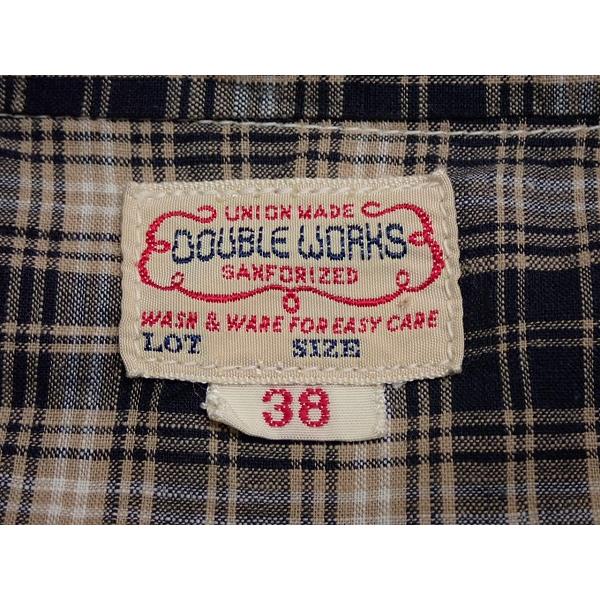 UNION MADE
DOUBLE WORKS
SANFORIZED
WASH & WARE FOR EASY CARE
LOT SIZE
38